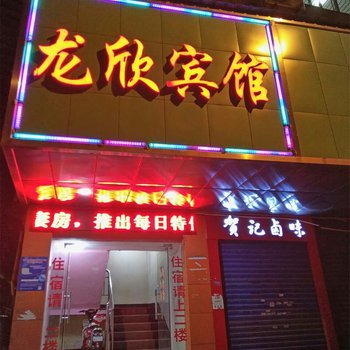 龙欣宾馆
餐房，推出每日特价
贺记卤味
住宿请上二楼
住宿请上二楼